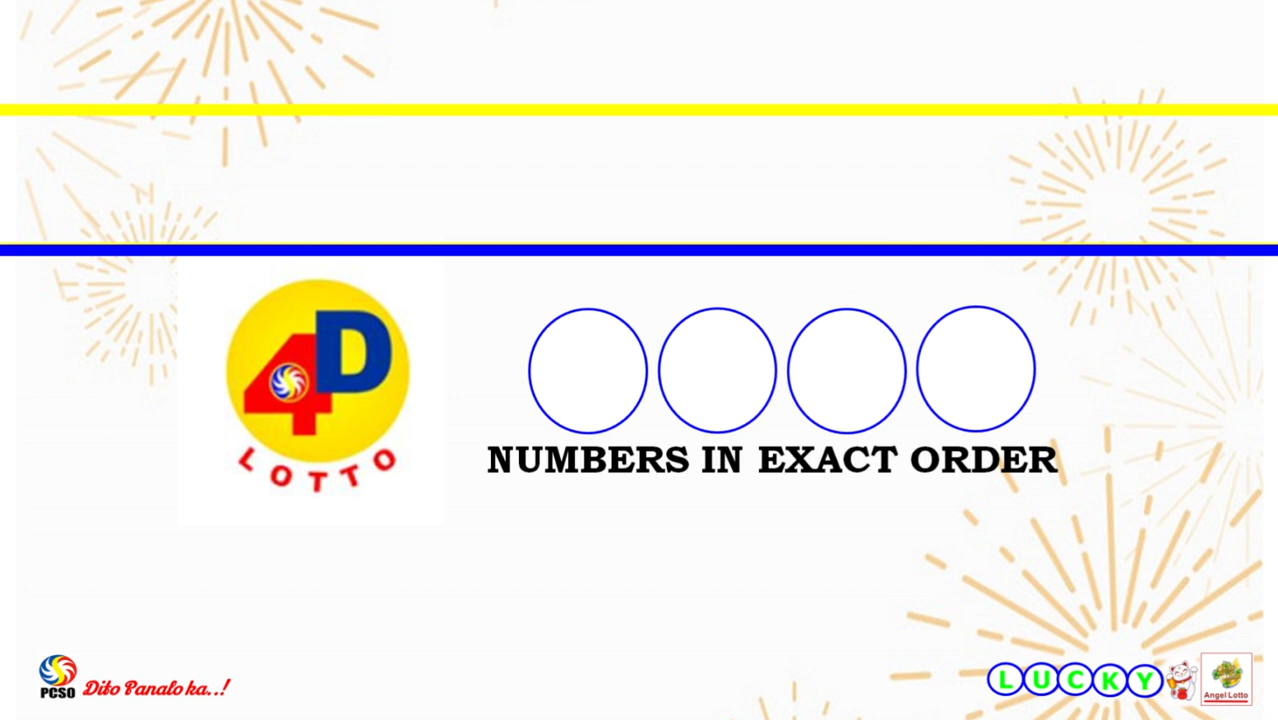 4D
LOTTO
NUMBERS IN EXACT ORDER
PCSO Dito Panalo ka..!
LUCKY
Angel Lotto